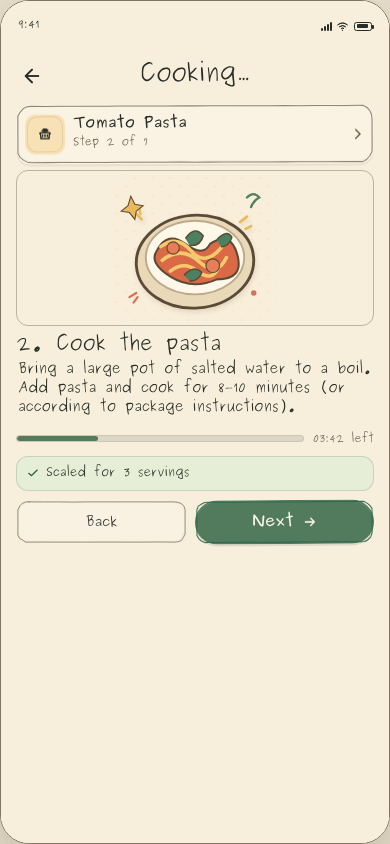 9:41
Cooking...
Tomato Pasta
Step 2 of 7
2. Cook the pasta
Bring a large pot of salted water to a boil.
Add pasta and cook for 8–10 minutes (or
according to package instructions).
03:42 left
Scaled for 3 servings
Back
Next →